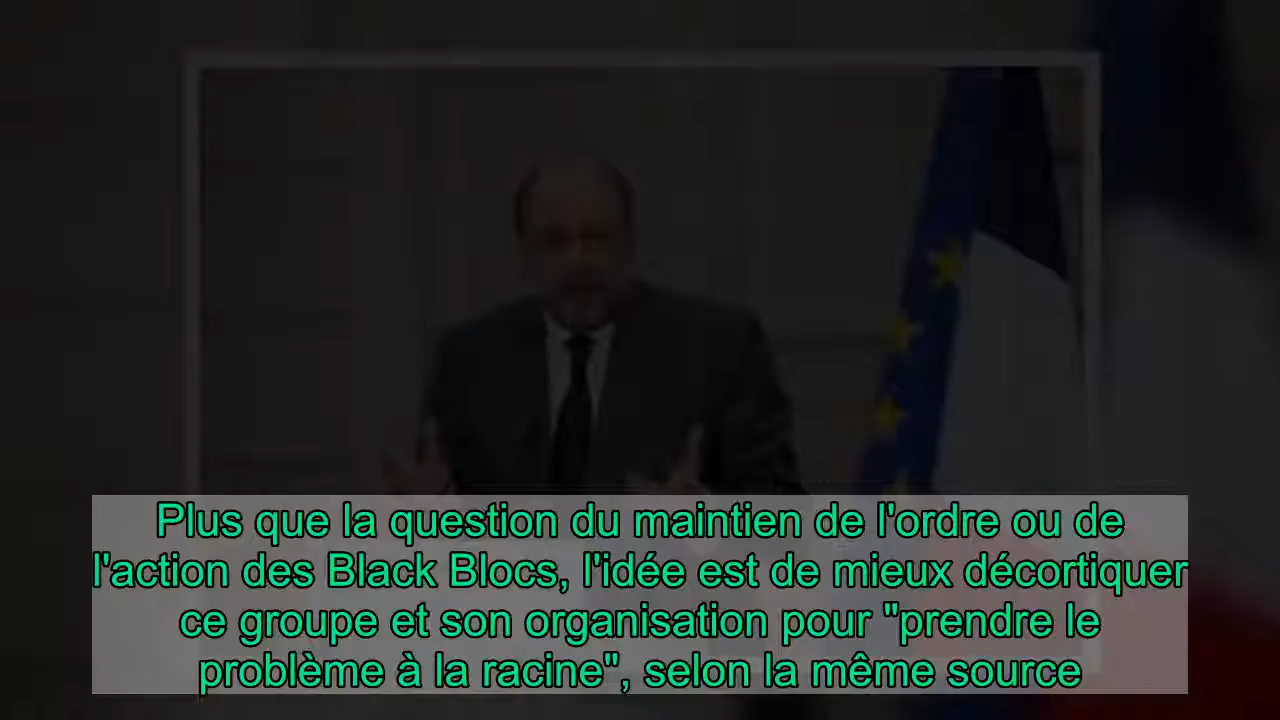 Plus que la question du maintien de l'ordre ou de
l'action des Black Blocs, l'idée est de mieux décortiquer
ce groupe et son organisation pour "prendre le
problème à la racine", selon la même source